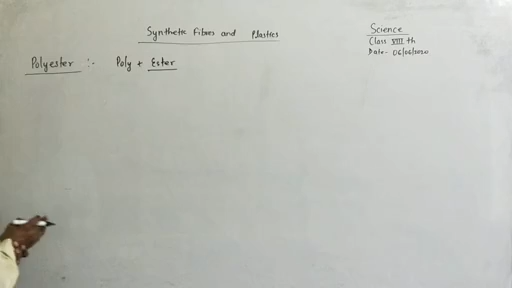 Synthetic Fibres and Plastics
Science
Class VIII th
Date- 06/06/2020
Polyester :- Poly + Ester